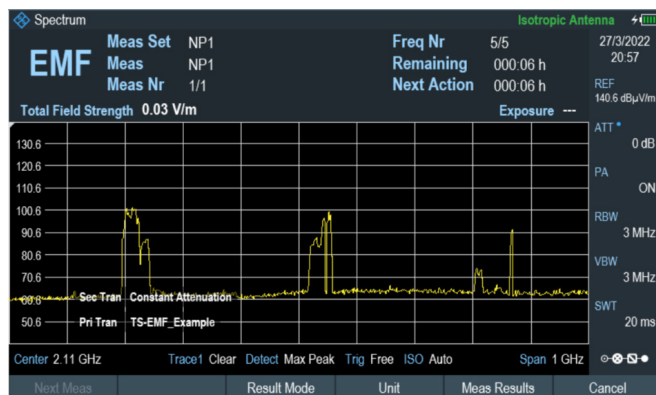 Spectrum
Isotropic Antenna
EMF
Meas Set NP1
Meas NP1
Meas Nr 1/1
Freq Nr 5/5
Remaining 000:06 h
Next Action 000:06 h
27/3/2022
20:57
Total Field Strength 0.03 V/m
Exposure ---
REF
140.6 dBµV/m
ATT *
0 dB
PA
ON
RBW
3 MHz
VBW
3 MHz
SWT
20 ms
130.6
120.6
110.6
100.6
90.6
80.6
70.6
60.6
50.6
Sec Tran Constant Attenuation
Pri Tran TS-EMF_Example
Center 2.11 GHz Trace1 Clear Detect Max Peak Trig Free ISO Auto Span 1 GHz
Next Meas Result Mode Unit Meas Results Cancel